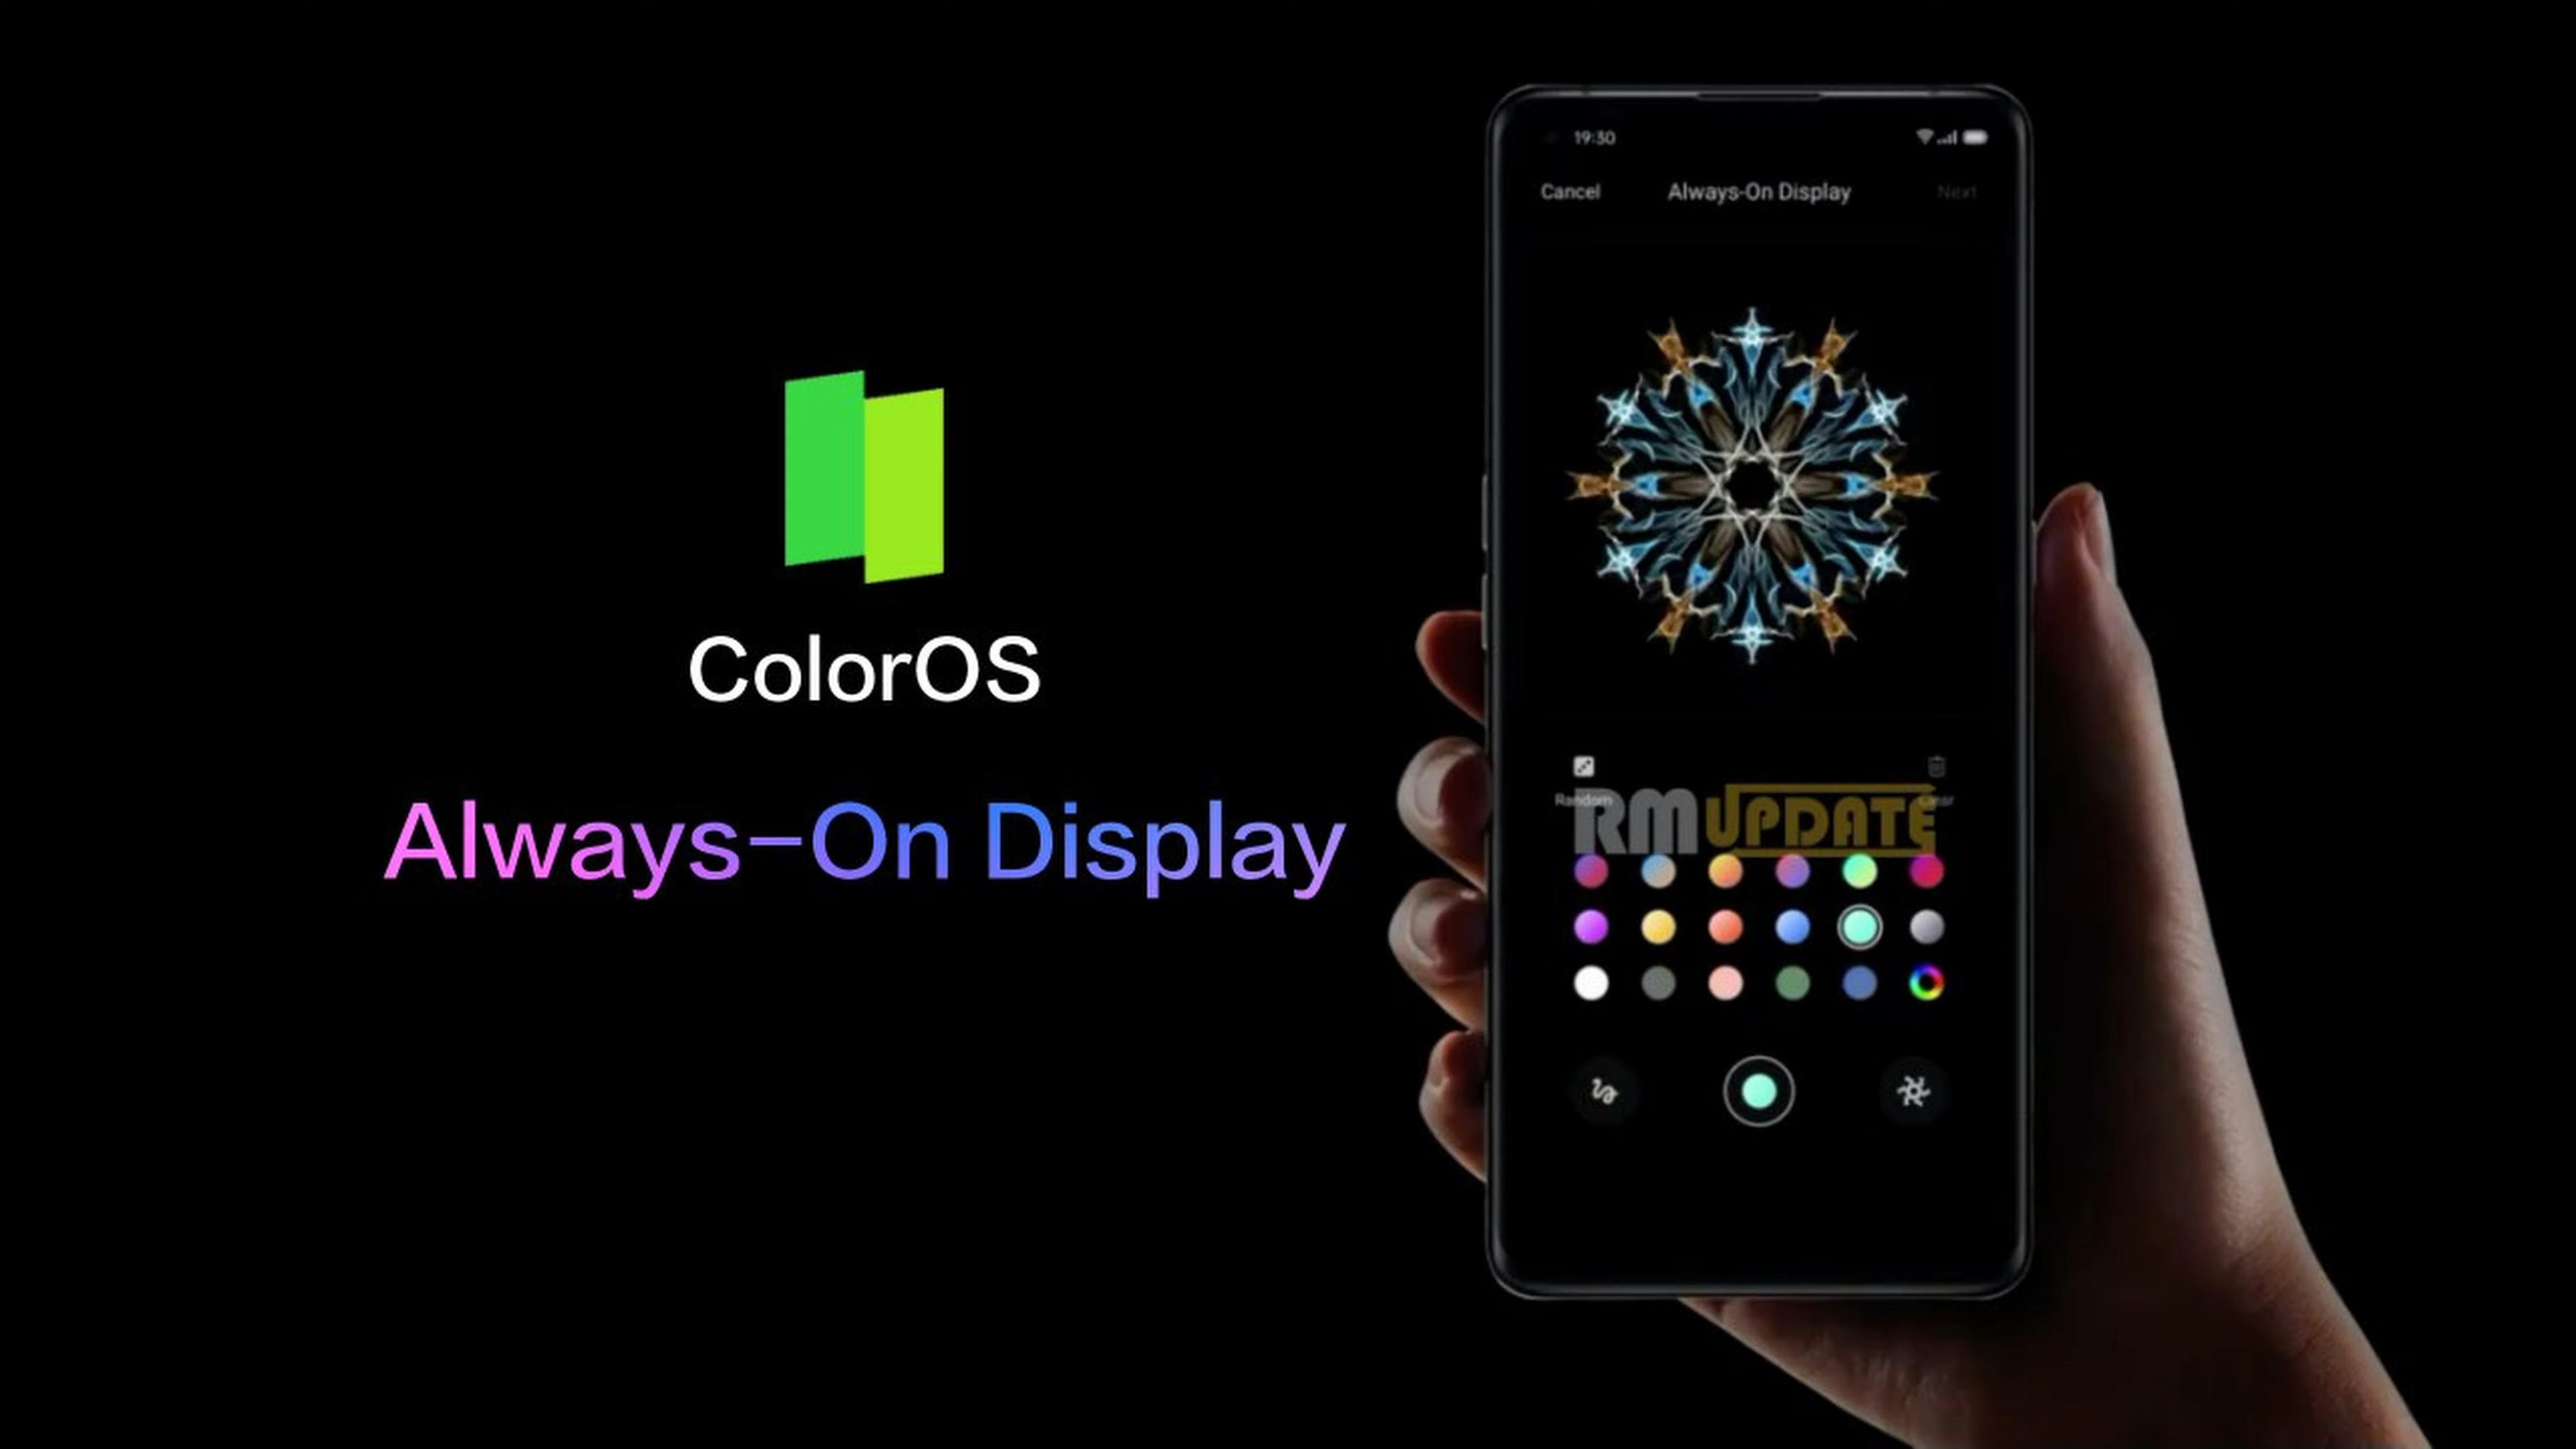 ColorOS
Always-On Display
19:30
Cancel Always-On Display Next
Random Clear
RMUPDATE